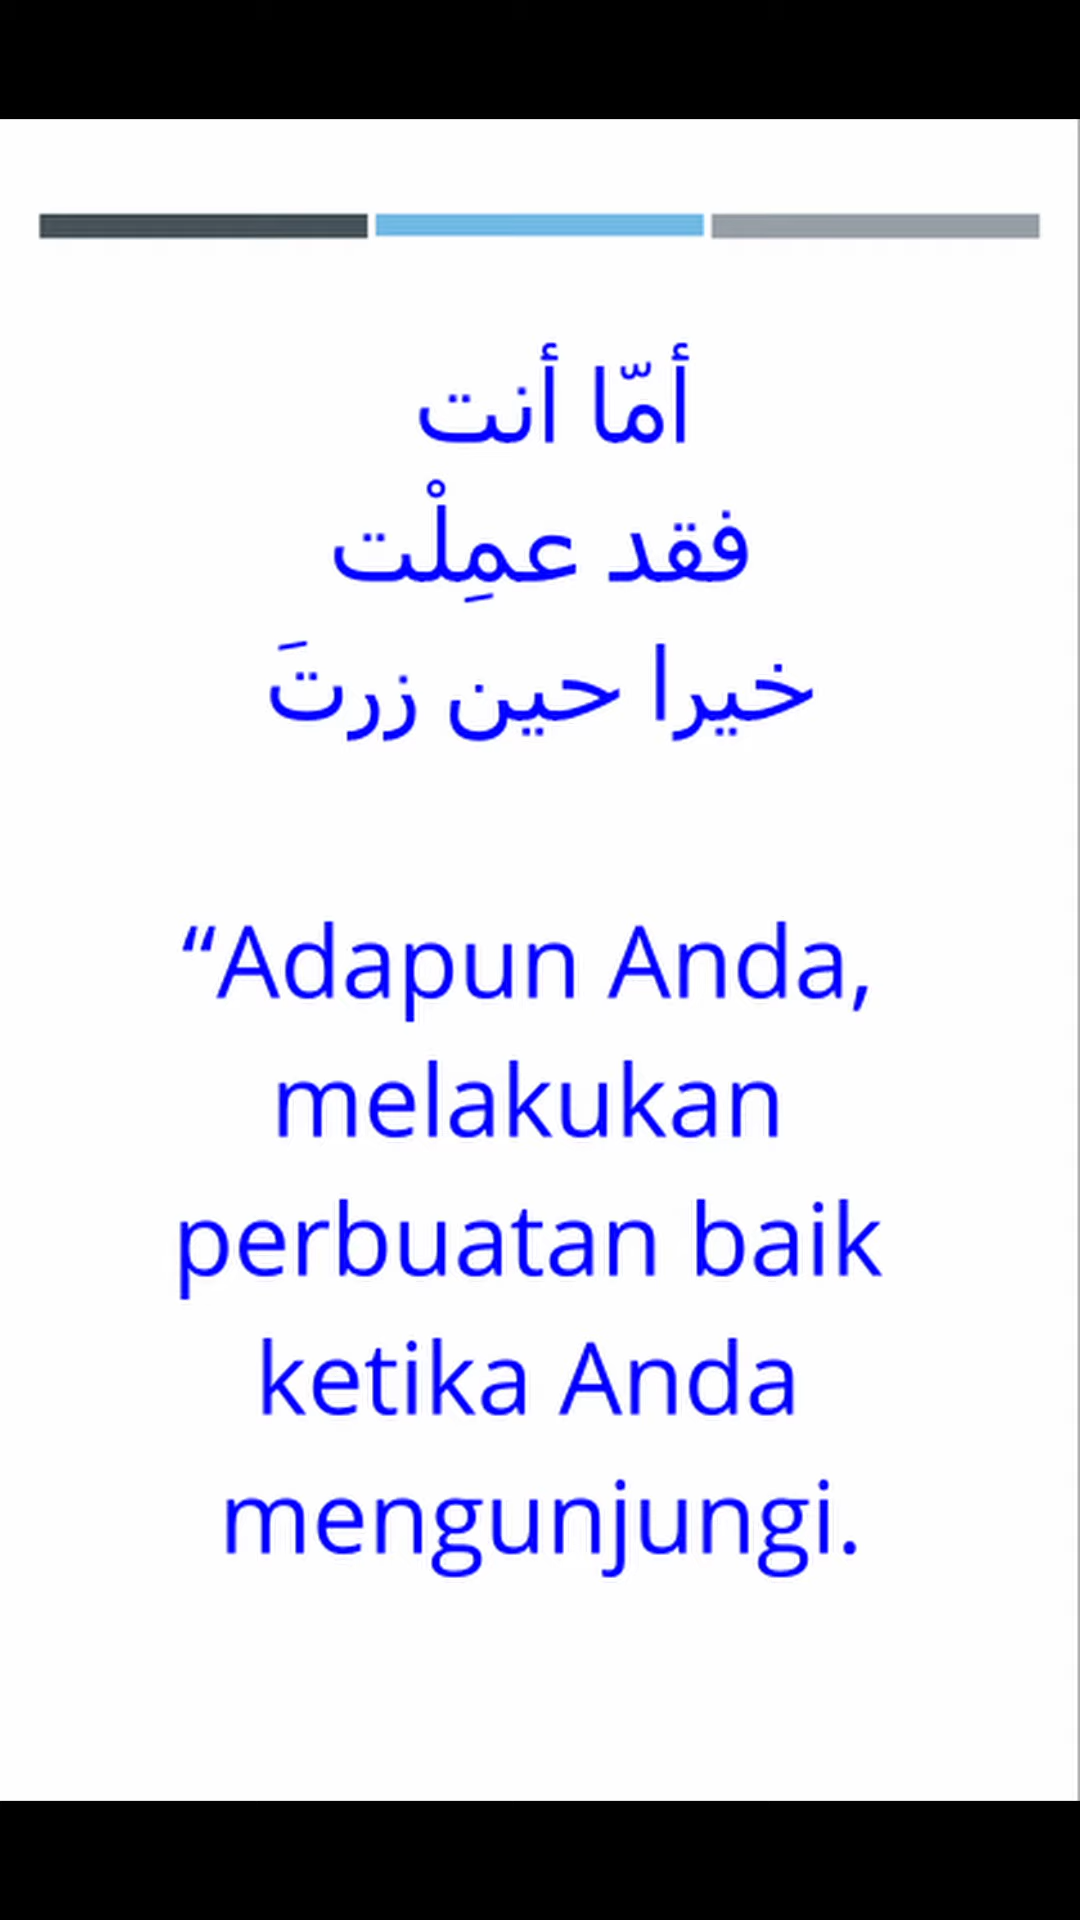 أمّا أنت
فقد عمِلْت
خيرا حين زرتَ
“Adapun Anda,
melakukan
perbuatan baik
ketika Anda
mengunjungi.